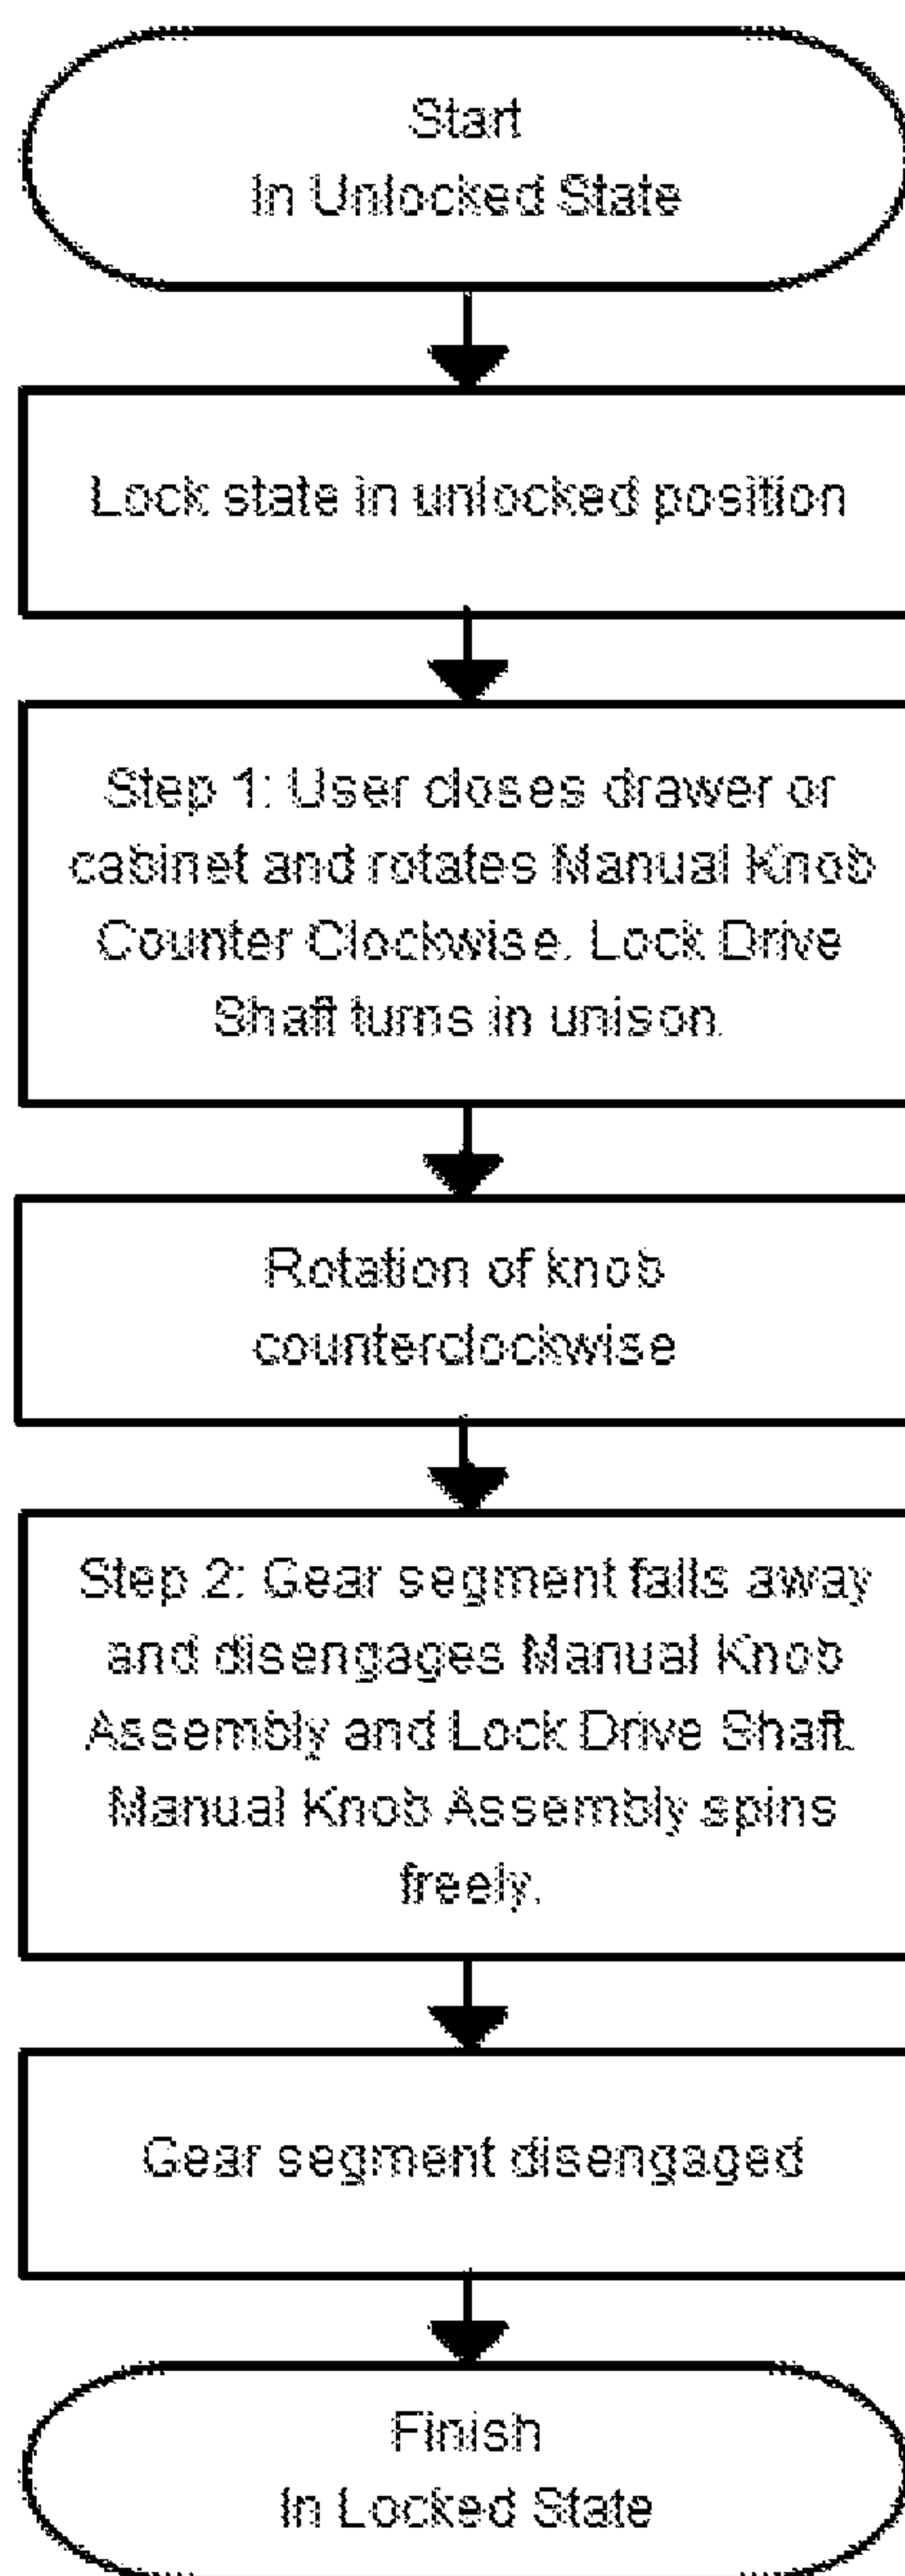 Start
In Unlocked State
Lock state in unlocked position
Step 1: User closes drawer or
cabinet and rotates Manual Knob
Counter Clockwise. Lock Drive
Shaft turns in unison.
Rotation of knob
counterclockwise
Step 2: Gear segment falls away
and disengages Manual Knob
Assembly and Lock Drive Shaft.
Manual Knob Assembly spins
freely.
Gear segment disengaged
Finish
In Locked State